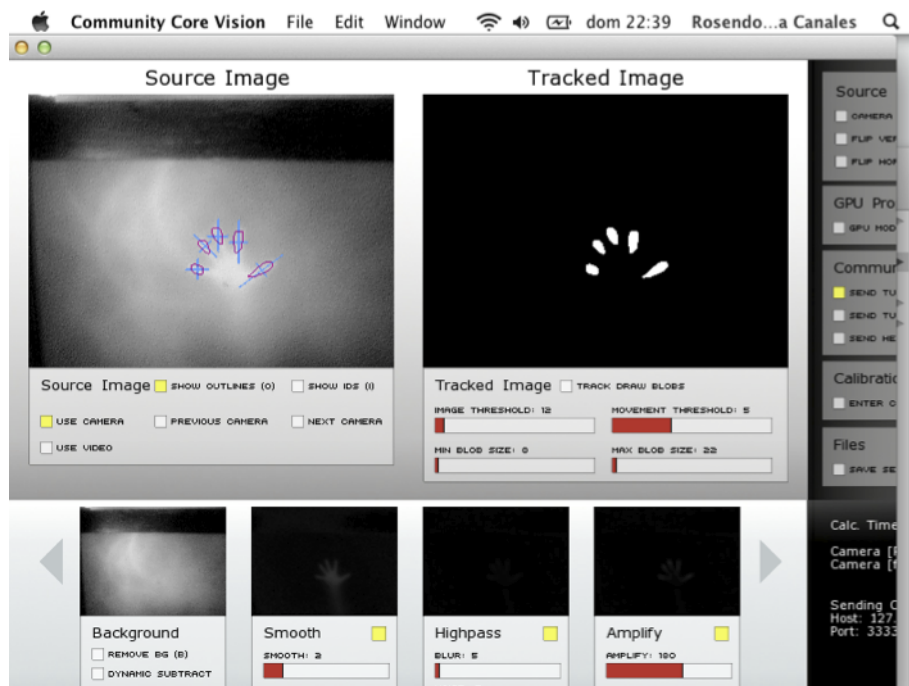 Community Core Vision File Edit Window dom 22:39 Rosendo...a Canales
Source Image
Tracked Image
Source Image SHOW OUTLINES (O) SHOW IDS (I)
USE CAMERA PREVIOUS CAMERA NEXT CAMERA
USE VIDEO
Tracked Image TRACK DRAW BLOBS
IMAGE THRESHOLD: 12 MOVEMENT THRESHOLD: 5
MIN BLOB SIZE: 0 MAX BLOB SIZE: 22
Source
CAMERA
FLIP VER
FLIP HOR
GPU Pro
GPU MOD
Commun
SEND TU
SEND TU
SEND HE
Calibratio
ENTER C
Files
SAVE SE
Background
REMOVE BG (B)
DYNAMIC SUBTRACT
Smooth
SMOOTH: 2
Highpass
BLUR: 5
Amplify
AMPLIFY: 180
Calc. Time
Camera [F
Camera [f
Sending C
Host: 127.
Port: 3333